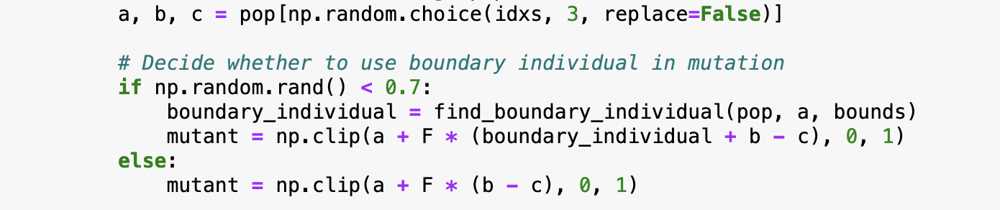 a, b, c = pop[np.random.choice(idxs, 3, replace=False)]
# Decide whether to use boundary individual in mutation
if np.random.rand() < 0.7:
boundary_individual = find_boundary_individual(pop, a, bounds)
mutant = np.clip(a + F * (boundary_individual + b - c), 0, 1)
else:
mutant = np.clip(a + F * (b - c), 0, 1)